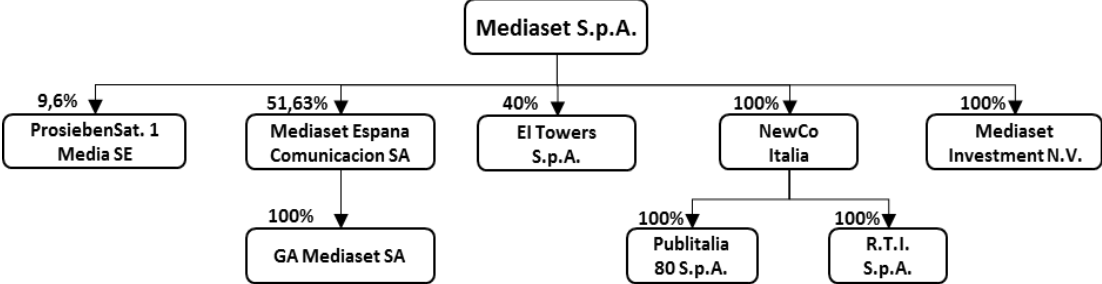 Mediaset S.p.A.
9,6%
51,63%
40%
100%
100%
ProsiebenSat. 1
Media SE
Mediaset Espana
Comunicacion SA
EI Towers
S.p.A.
NewCo
Italia
Mediaset
Investment N.V.
100%
100%
100%
GA Mediaset SA
Publitalia
80 S.p.A.
R.T.I.
S.p.A.